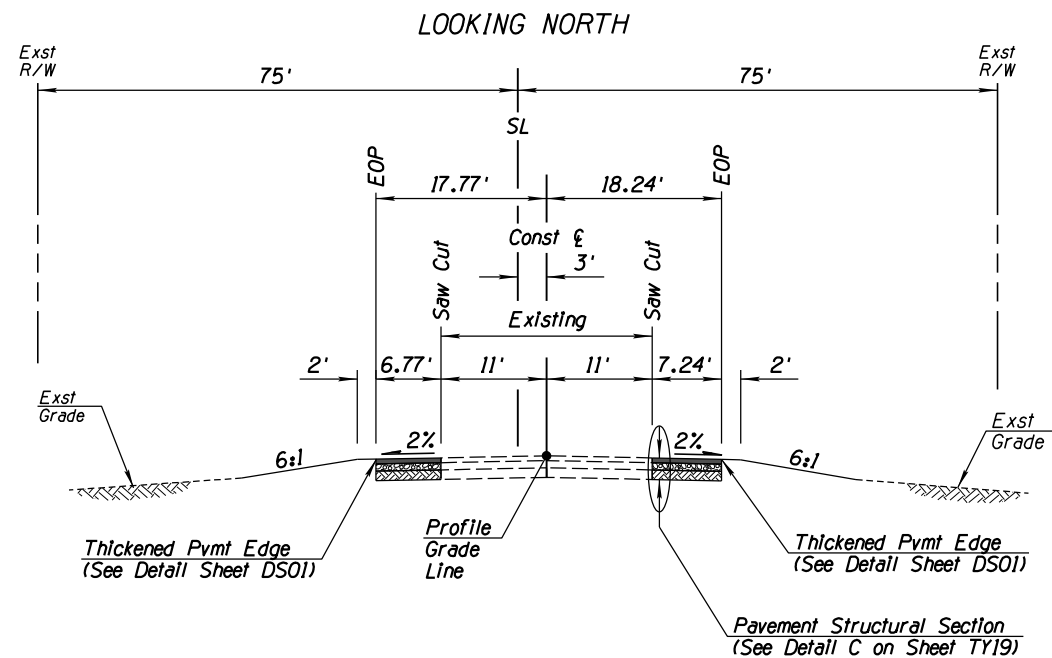 LOOKING NORTH
Exst
R/W
75'
75'
Exst
R/W
SL
EOP
EOP
17.77'
18.24'
Saw Cut
Const ℄
Saw Cut
3'
Existing
2'
6.77'
11'
11'
7.24'
2'
Exst
Grade
Exst
Grade
2%
2%
6:1
6:1
Thickened Pvmt Edge
(See Detail Sheet DS01)
Profile
Grade
Line
Thickened Pvmt Edge
(See Detail Sheet DS01)
Pavement Structural Section
(See Detail C on Sheet TY19)